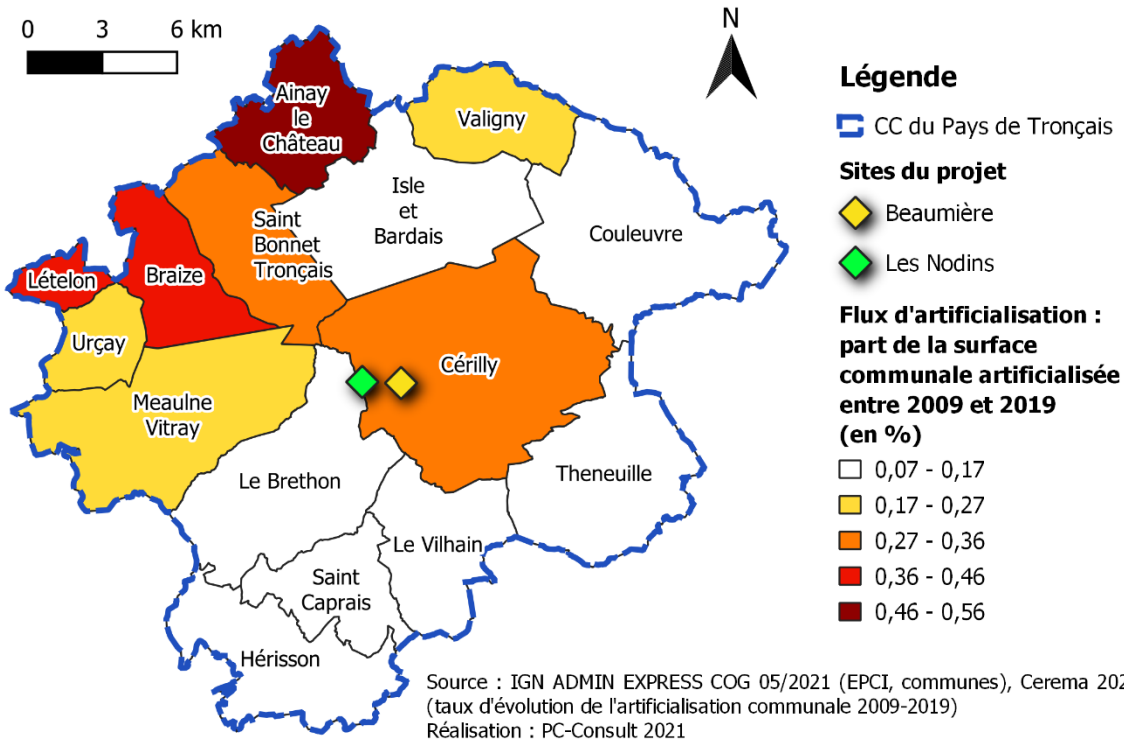 0 3 6 km
N
Ainay
le
Château
Valigny
Isle
et
Bardais
Couleuvre
Saint
Bonnet
Tronçais
Lételon
Braize
Urçay
Cérilly
Meaulne
Vitray
Le Brethon
Theneuille
Le Vilhain
Saint
Caprais
Hérisson
Légende
CC du Pays de Tronçais
Sites du projet
Beaumière
Les Nodins
Flux d'artificialisation :
part de la surface
communale artificialisée
entre 2009 et 2019
(en %)
0,07 - 0,17
0,17 - 0,27
0,27 - 0,36
0,36 - 0,46
0,46 - 0,56
Source : IGN ADMIN EXPRESS COG 05/2021 (EPCI, communes), Cerema 202
(taux d'évolution de l'artificialisation communale 2009-2019)
Réalisation : PC-Consult 2021